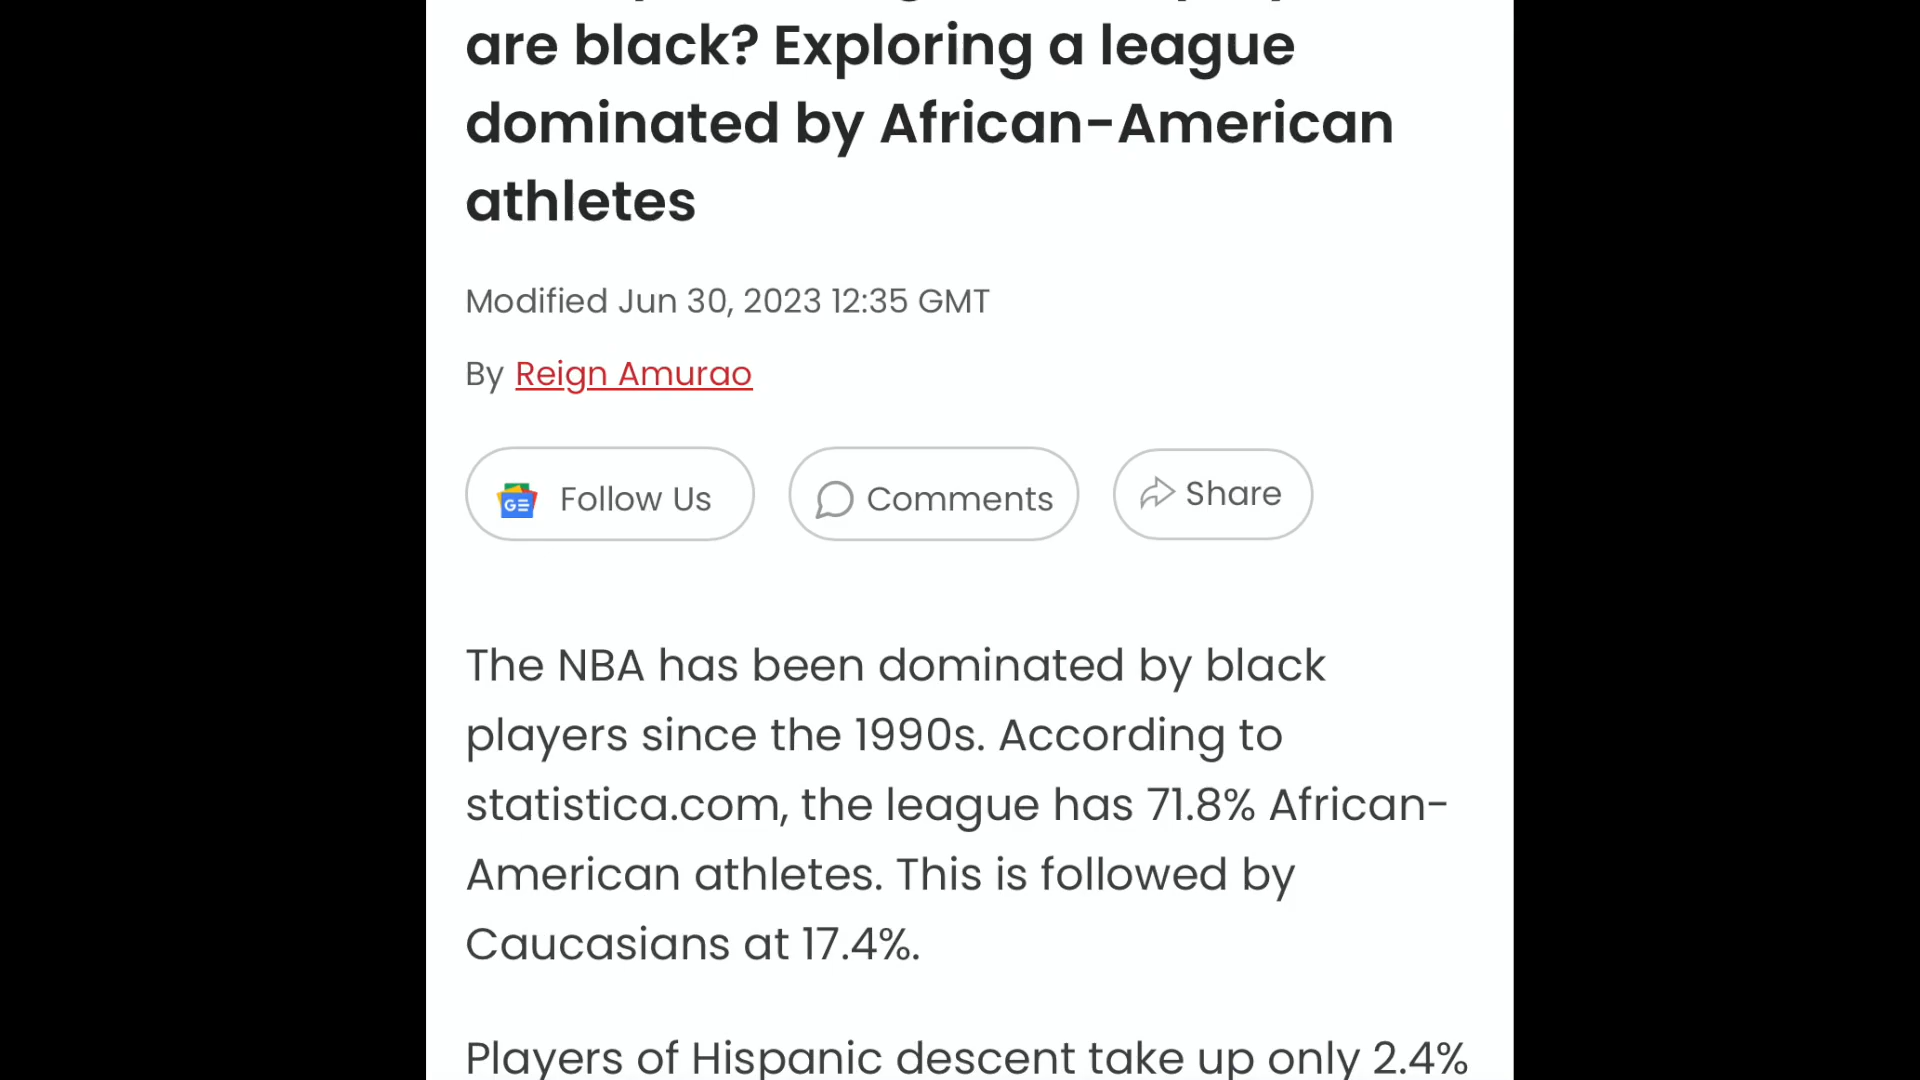 are black? Exploring a league
dominated by African-American
athletes
Modified Jun 30, 2023 12:35 GMT
By Reign Amurao
GE Follow Us
Comments
Share
The NBA has been dominated by black
players since the 1990s. According to
statistica.com, the league has 71.8% African-
American athletes. This is followed by
Caucasians at 17.4%.
Players of Hispanic descent take up only 2.4%